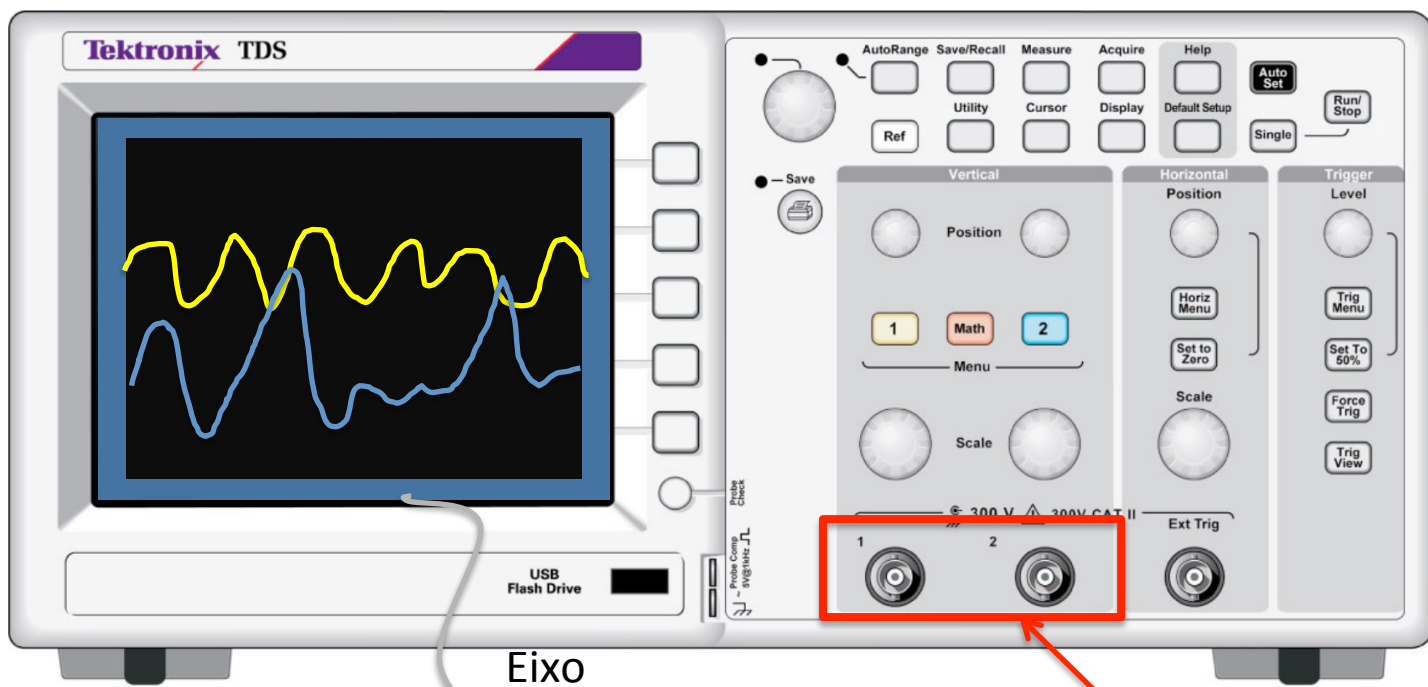 Tektronix TDS
AutoRange Save/Recall Measure Acquire Help
Auto
Set
Utility Cursor Display Default Setup
Run/
Stop
Ref
Single
Save
Vertical
Horizontal
Trigger
Position
Position
Level
Horiz
Menu
Trig
Menu
1
Math
2
Set to
Zero
Set To
50%
Menu
Scale
Scale
Force
Trig
Trig
View
Probe
Check
300 V
300V CAT II
Ext Trig
1
2
~ Probe Comp
5V@1kHz
USB
Flash Drive
Eixo